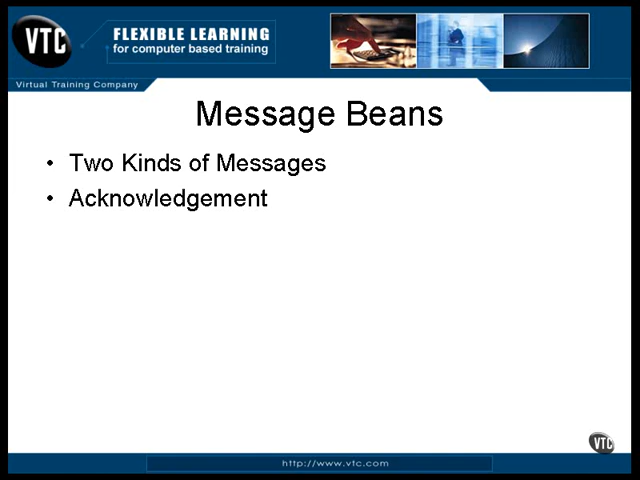 VTC
FLEXIBLE LEARNING
for computer based training
Virtual Training Company
Message Beans
• Two Kinds of Messages
• Acknowledgement
VTC
http://www.vtc.com